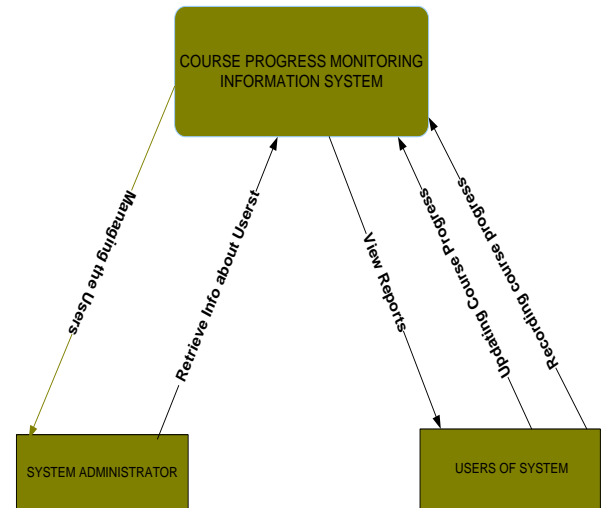 COURSE PROGRESS MONITORING
INFORMATION SYSTEM
Managing the Users
Retrieve Info about Userst
View Reports
Updating Course Progress
Recording course progress
SYSTEM ADMINISTRATOR
USERS OF SYSTEM